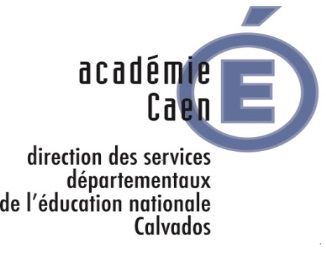 académie
Caen
É
direction des services
départementaux
de l'éducation nationale
Calvados